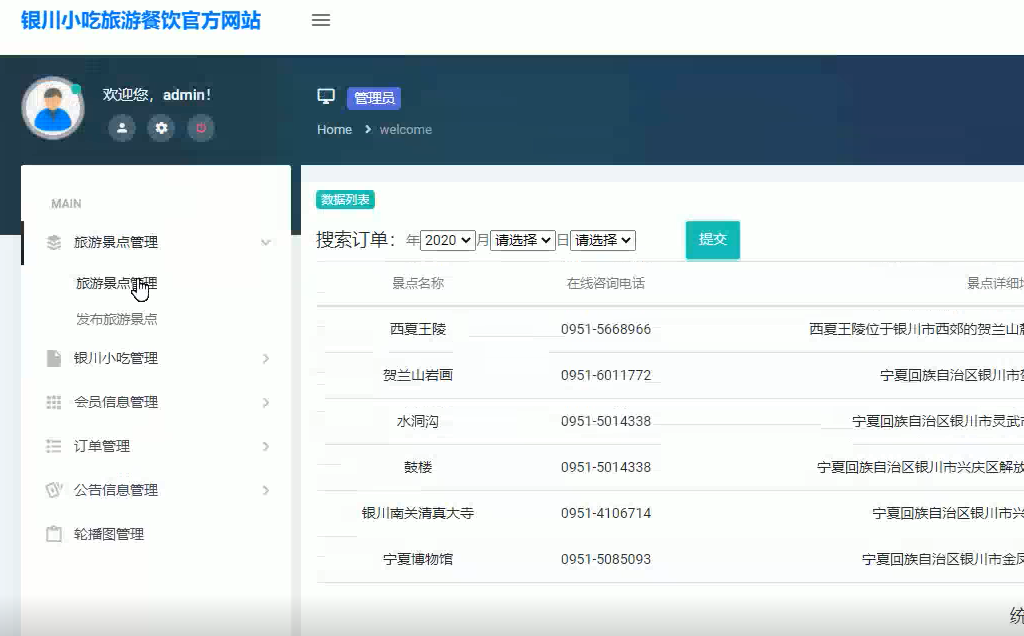 银川小吃旅游餐饮官方网站
欢迎您，admin！
管理员
Home > welcome
MAIN
旅游景点管理
旅游景点管理
发布旅游景点
银川小吃管理
会员信息管理
订单管理
公告信息管理
轮播图管理
数据列表
搜索订单：年 2020 月 请选择 日 请选择 提交
景点名称 在线咨询电话 景点详细地
西夏王陵 0951-5668966 西夏王陵位于银川市西郊的贺兰山
贺兰山岩画 0951-6011772 宁夏回族自治区银川市贺
水洞沟 0951-5014338 宁夏回族自治区银川市灵武市
鼓楼 0951-5014338 宁夏回族自治区银川市兴庆区解放
银川南关清真大寺 0951-4106714 宁夏回族自治区银川市兴
宁夏博物馆 0951-5085093 宁夏回族自治区银川市金凤
统